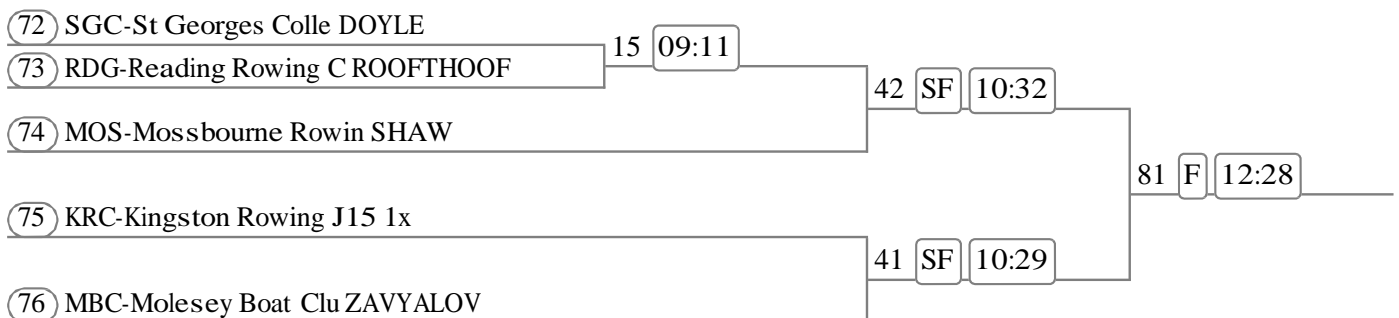 72 SGC-St Georges Colle DOYLE
15 09:11
73 RDG-Reading Rowing C ROOFTHOOF
42 SF 10:32
74 MOS-Mossbourne Rowin SHAW
81 F 12:28
75 KRC-Kingston Rowing J15 1x
41 SF 10:29
76 MBC-Molesey Boat Clu ZAVYALOV